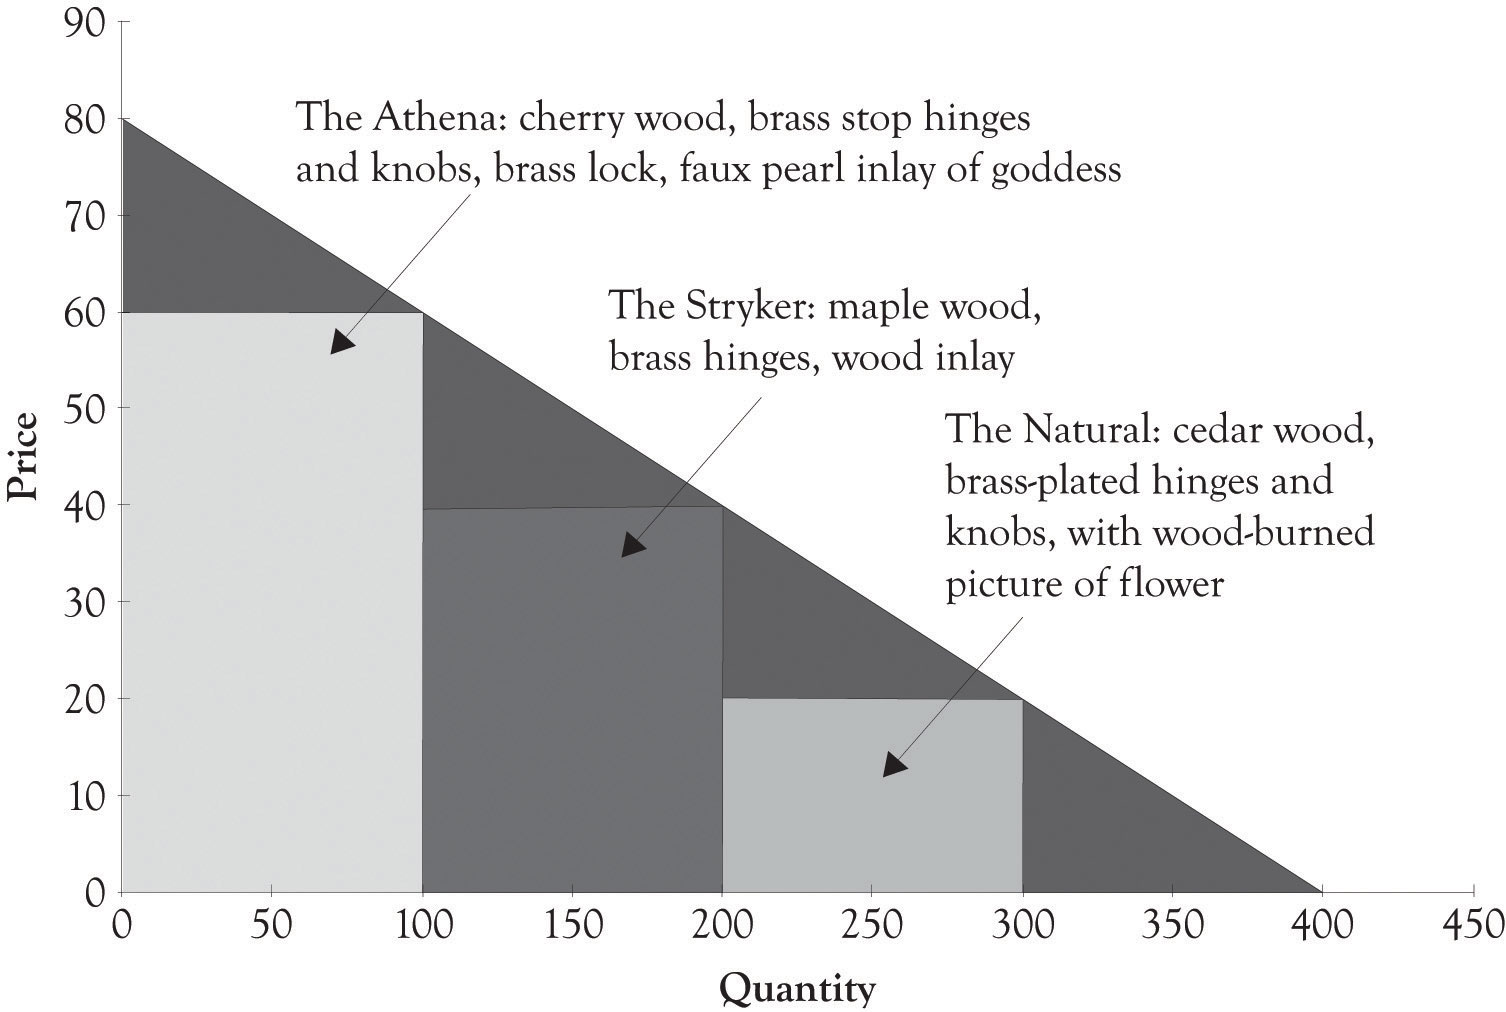 90
80
70
60
50
40
30
20
10
0
Price
The Athena: cherry wood, brass stop hinges
and knobs, brass lock, faux pearl inlay of goddess
The Stryker: maple wood,
brass hinges, wood inlay
The Natural: cedar wood,
brass-plated hinges and
knobs, with wood-burned
picture of flower
0 50 100 150 200 250 300 350 400 450
Quantity